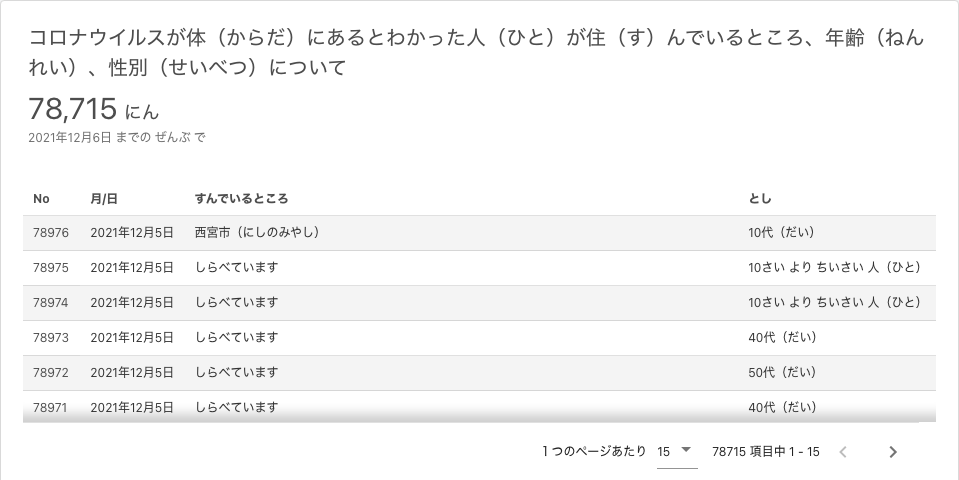 コロナウイルスが体（からだ）にあるとわかった人（ひと）が住（す）んでいるところ、年齢（ねん
れい）、性別（せいべつ）について
78,715 にん
2021年12月6日 までの ぜんぶ で
No 月/日 すんでいるところ とし
78976 2021年12月5日 西宮市（にしのみやし） 10代（だい）
78975 2021年12月5日 しらべています 10さい より ちいさい 人（ひと）
78974 2021年12月5日 しらべています 10さい より ちいさい 人（ひと）
78973 2021年12月5日 しらべています 40代（だい）
78972 2021年12月5日 しらべています 50代（だい）
78971 2021年12月5日 しらべています 40代（だい）
1 つのページあたり 15 78715 項目中 1 - 15